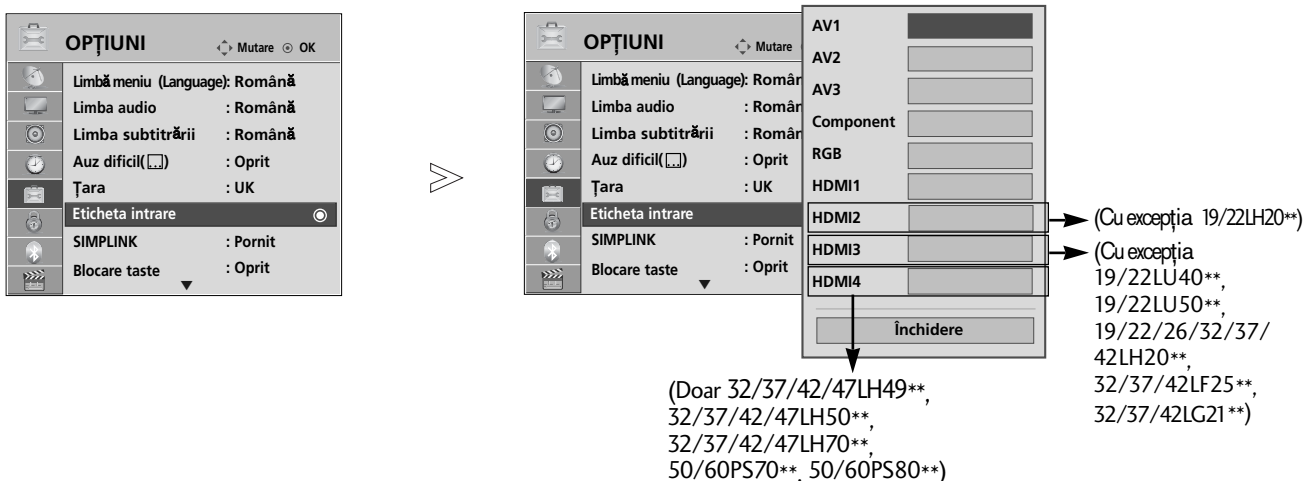 OPȚIUNI
Mutare OK
Limbă meniu (Language): Română
Limba audio : Română
Limba subtitrării : Română
Auz dificil( ) : Oprit
Țara : UK
Eticheta intrare
SIMPLINK : Pornit
Blocare taste : Oprit
OPȚIUNI
Mutare
Limbă meniu (Language): Român
Limba audio : Român
Limba subtitrării : Român
Auz dificil( ) : Oprit
Țara : UK
Eticheta intrare
SIMPLINK : Pornit
Blocare taste : Oprit
AV1
AV2
AV3
Component
RGB
HDMI1
HDMI2
HDMI3
HDMI4
Închidere
(Cu excepția 19/22LH20**)
(Cu excepția
19/22LU40**,
19/22LU50**,
19/22/26/32/37/
42LH20**,
32/37/42LF25**,
32/37/42LG21**)
(Doar 32/37/42/47LH49**,
32/37/42/47LH50**,
32/37/42/47LH70**,
50/60PS70**, 50/60PS80**)